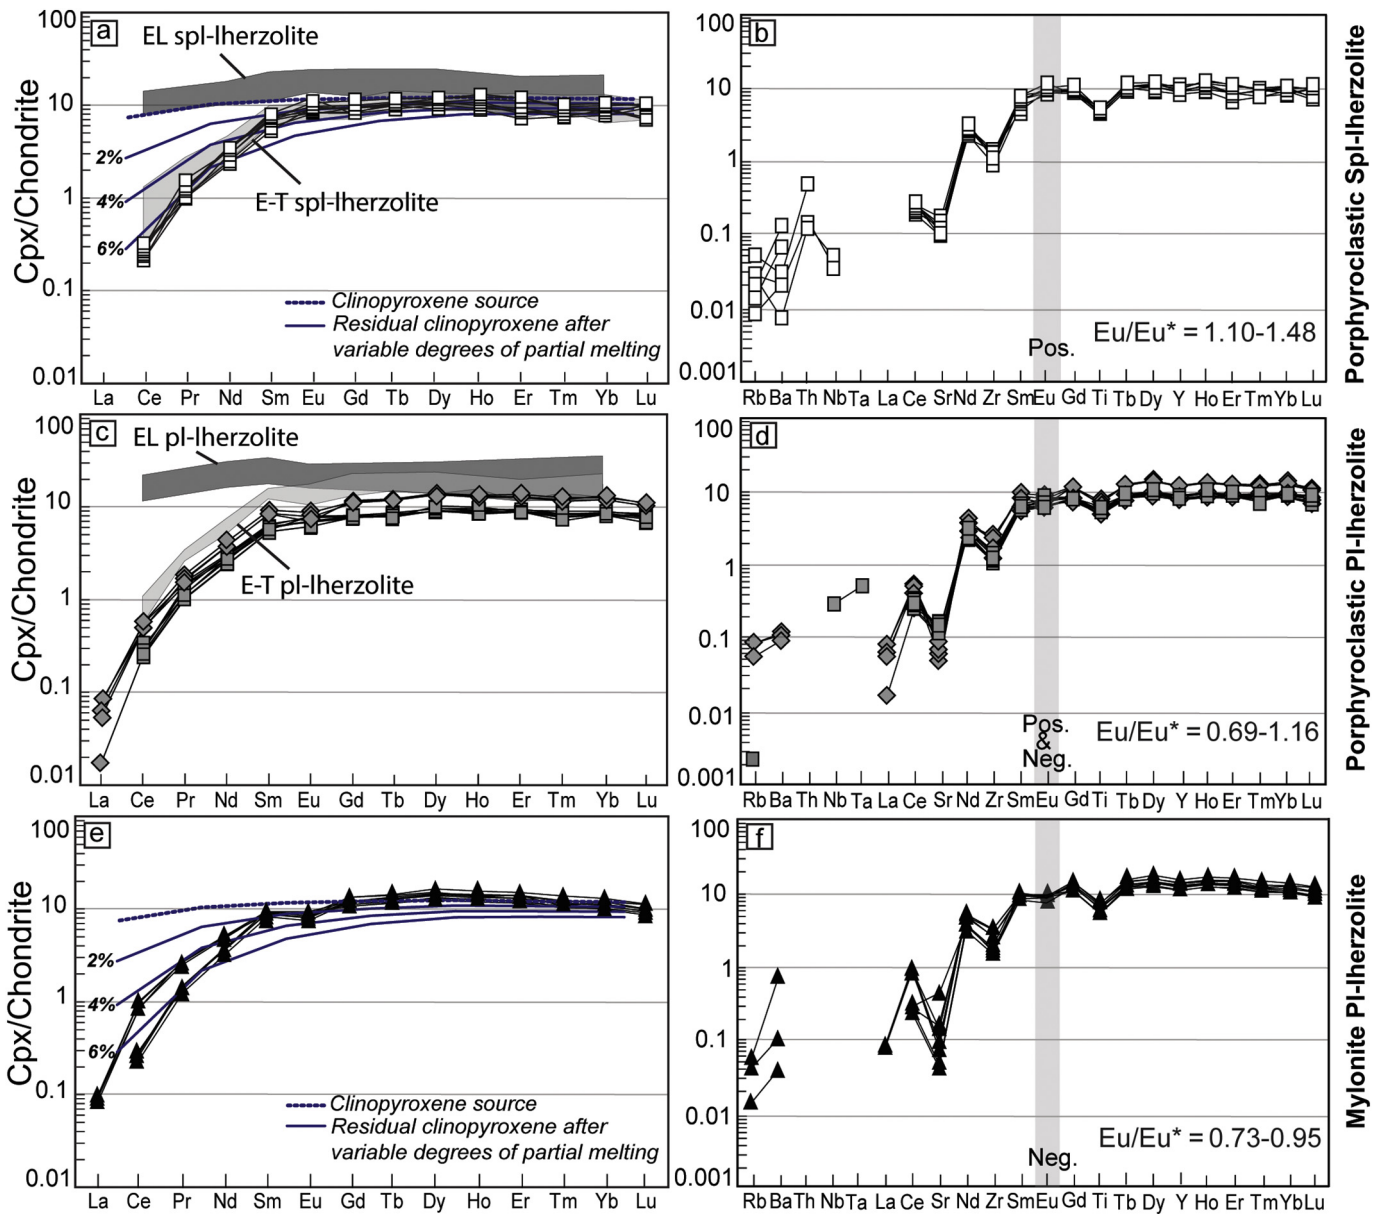 a
EL spl-lherzolite
E-T spl-lherzolite
100
10
1
0.1
0.01
Cpx/Chondrite
2%
4%
6%
Clinopyroxene source
Residual clinopyroxene after
variable degrees of partial melting
La Ce Pr Nd Sm Eu Gd Tb Dy Ho Er Tm Yb Lu
b
100
10
1
0.1
0.01
0.001
Pos.
Eu/Eu* = 1.10-1.48
Rb Ba Th Nb Ta La Ce Sr Nd Zr Sm Eu Gd Ti Tb Dy Y Ho Er Tm Yb Lu
Porphyroclastic Spl-lherzolite
c
EL pl-lherzolite
E-T pl-lherzolite
100
10
1
0.1
0.01
Cpx/Chondrite
La Ce Pr Nd Sm Eu Gd Tb Dy Ho Er Tm Yb Lu
d
100
10
1
0.1
0.01
0.001
Pos.
&
Neg.
Eu/Eu* = 0.69-1.16
Rb Ba Th Nb Ta La Ce Sr Nd Zr Sm Eu Gd Ti Tb Dy Y Ho Er Tm Yb Lu
Porphyroclastic Pl-lherzolite
e
100
10
1
0.1
0.01
Cpx/Chondrite
2%
4%
6%
Clinopyroxene source
Residual clinopyroxene after
variable degrees of partial melting
La Ce Pr Nd Sm Eu Gd Tb Dy Ho Er Tm Yb Lu
f
100
10
1
0.1
0.01
0.001
Neg.
Eu/Eu* = 0.73-0.95
Rb Ba Th Nb Ta La Ce Sr Nd Zr Sm Eu Gd Ti Tb Dy Y Ho Er Tm Yb Lu
Mylonite Pl-lherzolite